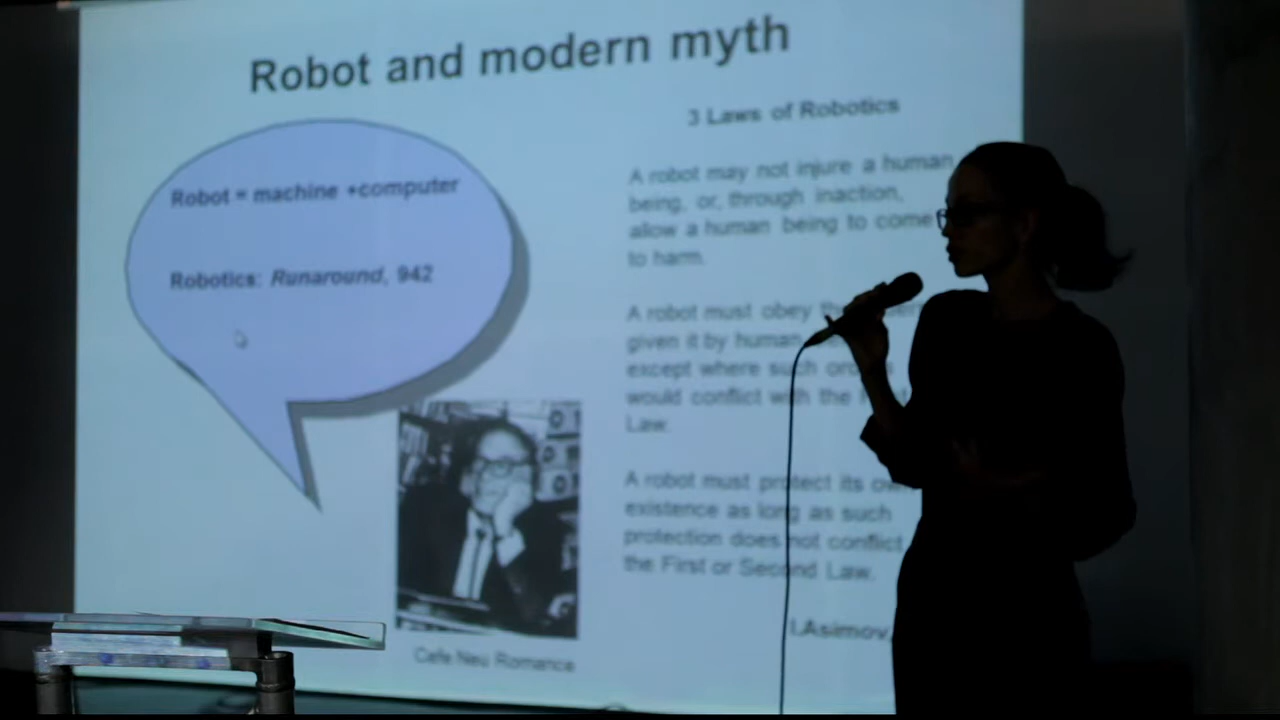 Robot and modern myth
Robot = machine +computer
Robotics: Runaround, 942
3 Laws of Robotics
A robot may not injure a human
being, or, through inaction,
allow a human being to come
to harm.
A robot must obey
given it by human
except where such
would conflict with the
Law.
A robot must protect its
existence as long as such
protection does not conflict
the First or Second Law.
I.Asimov,
Cafe Neu Romance